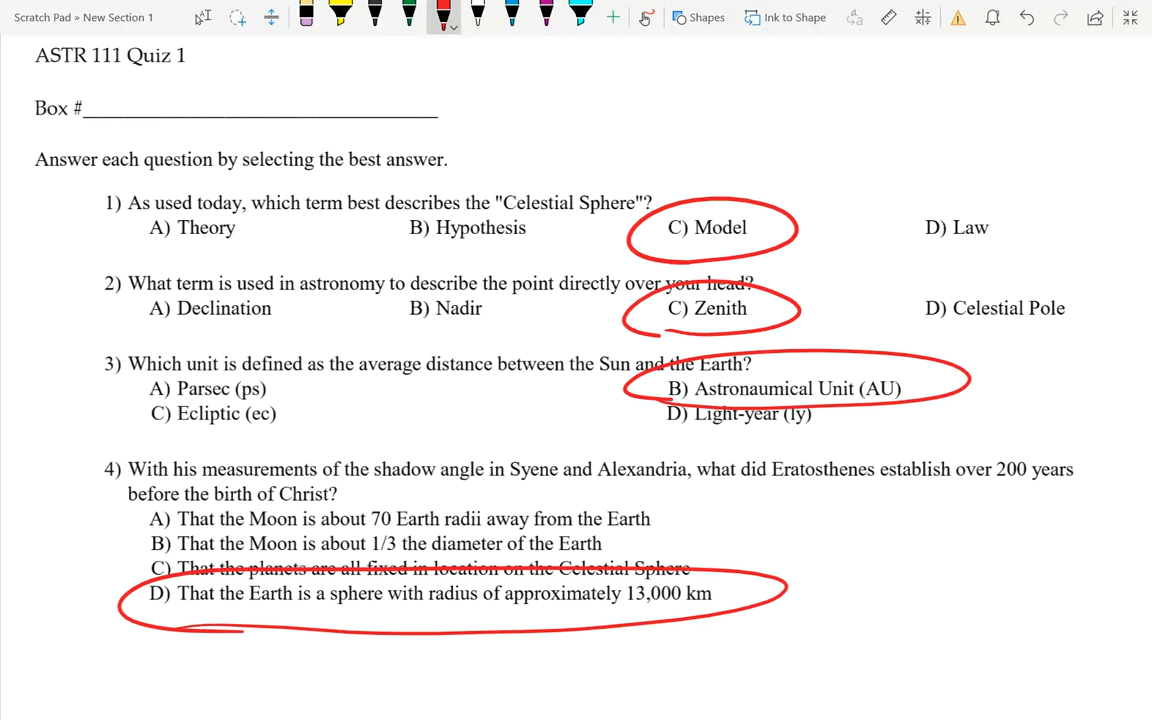 Scratch Pad » New Section 1
Shapes
Ink to Shape
ASTR 111 Quiz 1
Box #____________________________________
Answer each question by selecting the best answer.
1) As used today, which term best describes the "Celestial Sphere"?
A) Theory B) Hypothesis C) Model D) Law
2) What term is used in astronomy to describe the point directly over your head?
A) Declination B) Nadir C) Zenith D) Celestial Pole
3) Which unit is defined as the average distance between the Sun and the Earth?
A) Parsec (ps) B) Astronaumical Unit (AU)
C) Ecliptic (ec) D) Light-year (ly)
4) With his measurements of the shadow angle in Syene and Alexandria, what did Eratosthenes establish over 200 years
before the birth of Christ?
A) That the Moon is about 70 Earth radii away from the Earth
B) That the Moon is about 1/3 the diameter of the Earth
C) That the planets are all fixed in location on the Celestial Sphere
D) That the Earth is a sphere with radius of approximately 13,000 km